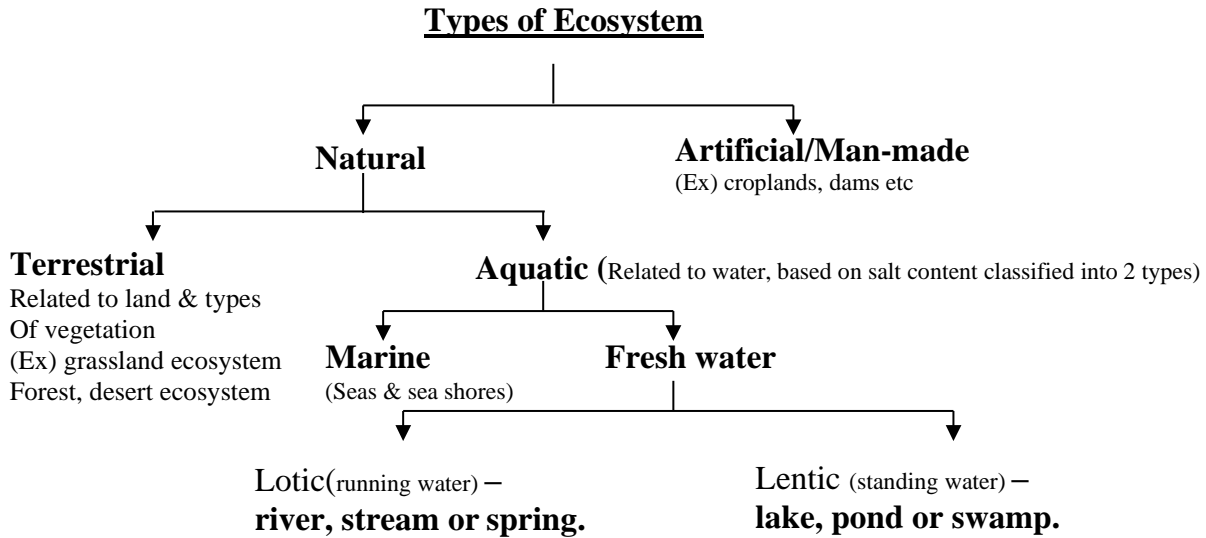 Types of Ecosystem
Natural
Artificial/Man-made
(Ex) croplands, dams etc
Terrestrial
Related to land & types
Of vegetation
(Ex) grassland ecosystem
Forest, desert ecosystem
Aquatic (Related to water, based on salt content classified into 2 types)
Marine
(Seas & sea shores)
Fresh water
Lotic(running water) –
river, stream or spring.
Lentic (standing water) –
lake, pond or swamp.